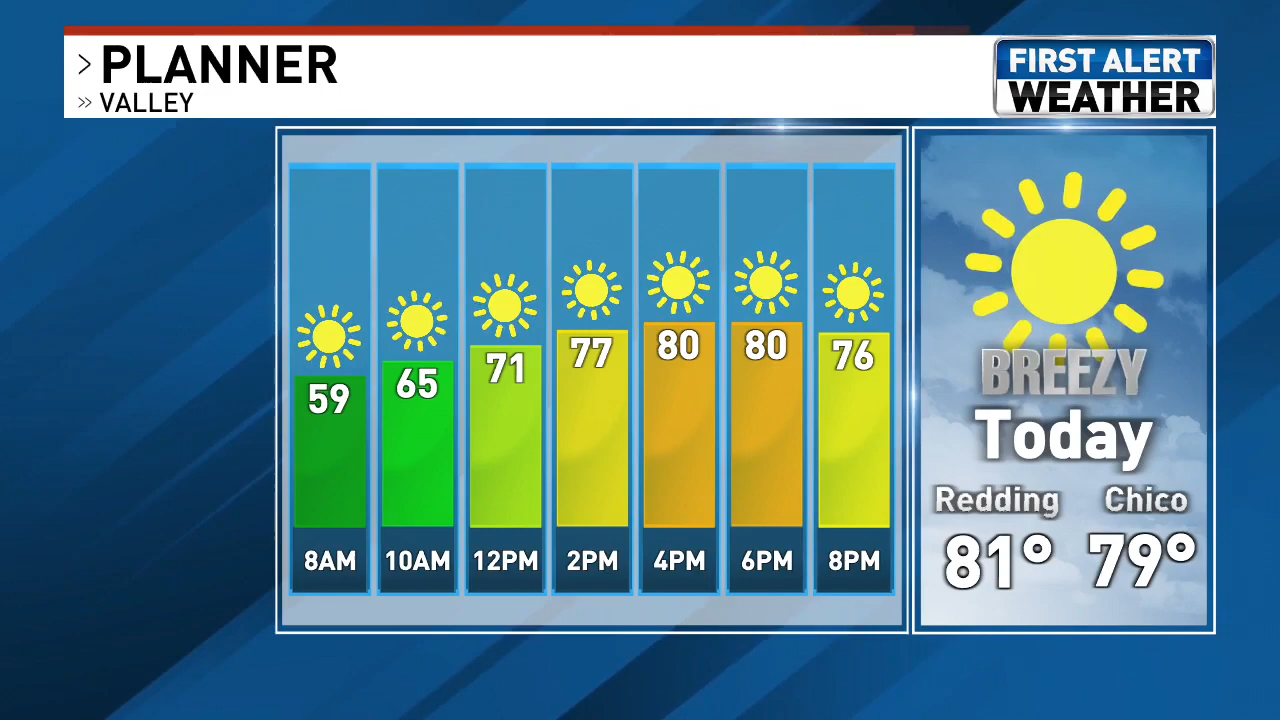 > PLANNER
» VALLEY
FIRST ALERT
WEATHER
59 65 71 77 80 80 76
8AM 10AM 12PM 2PM 4PM 6PM 8PM
BREEZY
Today
Redding Chico
81° 79°